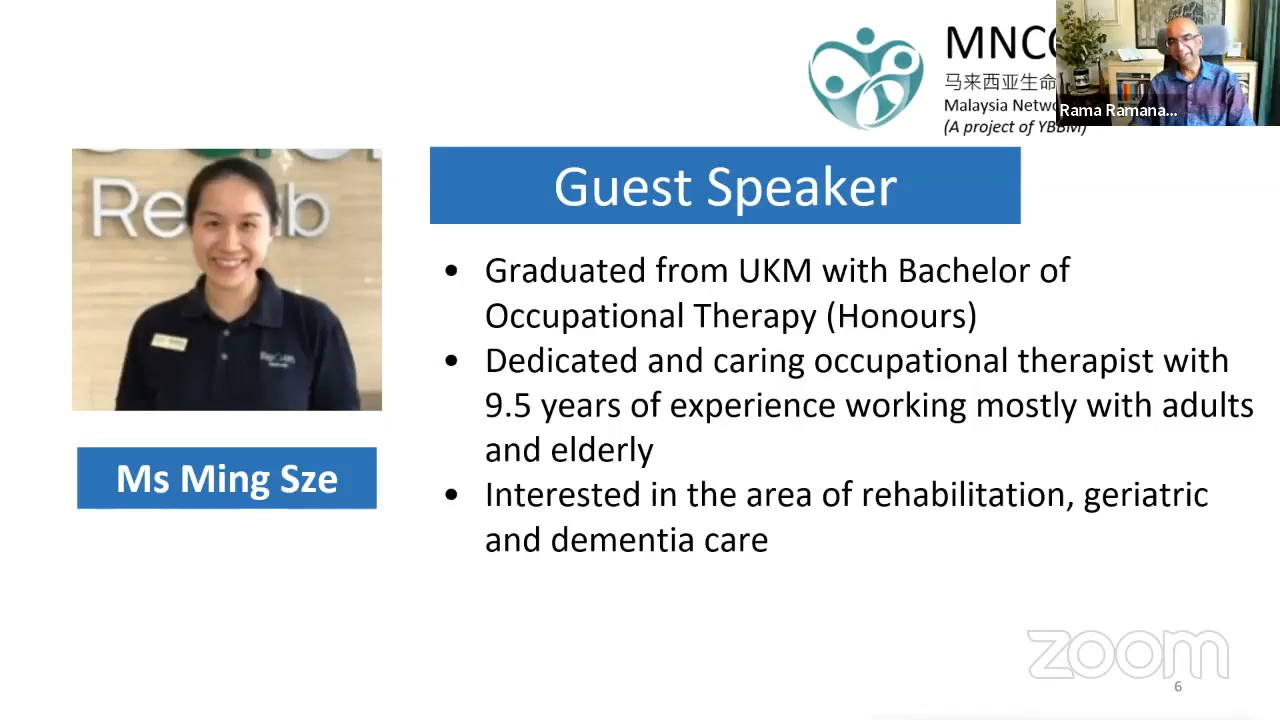 MNC
马来西亚生命
Malaysia Netwo
(A project of YBBM)
Rama Ramana...
Guest Speaker
Re ab
Ms Ming Sze
• Graduated from UKM with Bachelor of
Occupational Therapy (Honours)
• Dedicated and caring occupational therapist with
9.5 years of experience working mostly with adults
and elderly
• Interested in the area of rehabilitation, geriatric
and dementia care
zoom
6